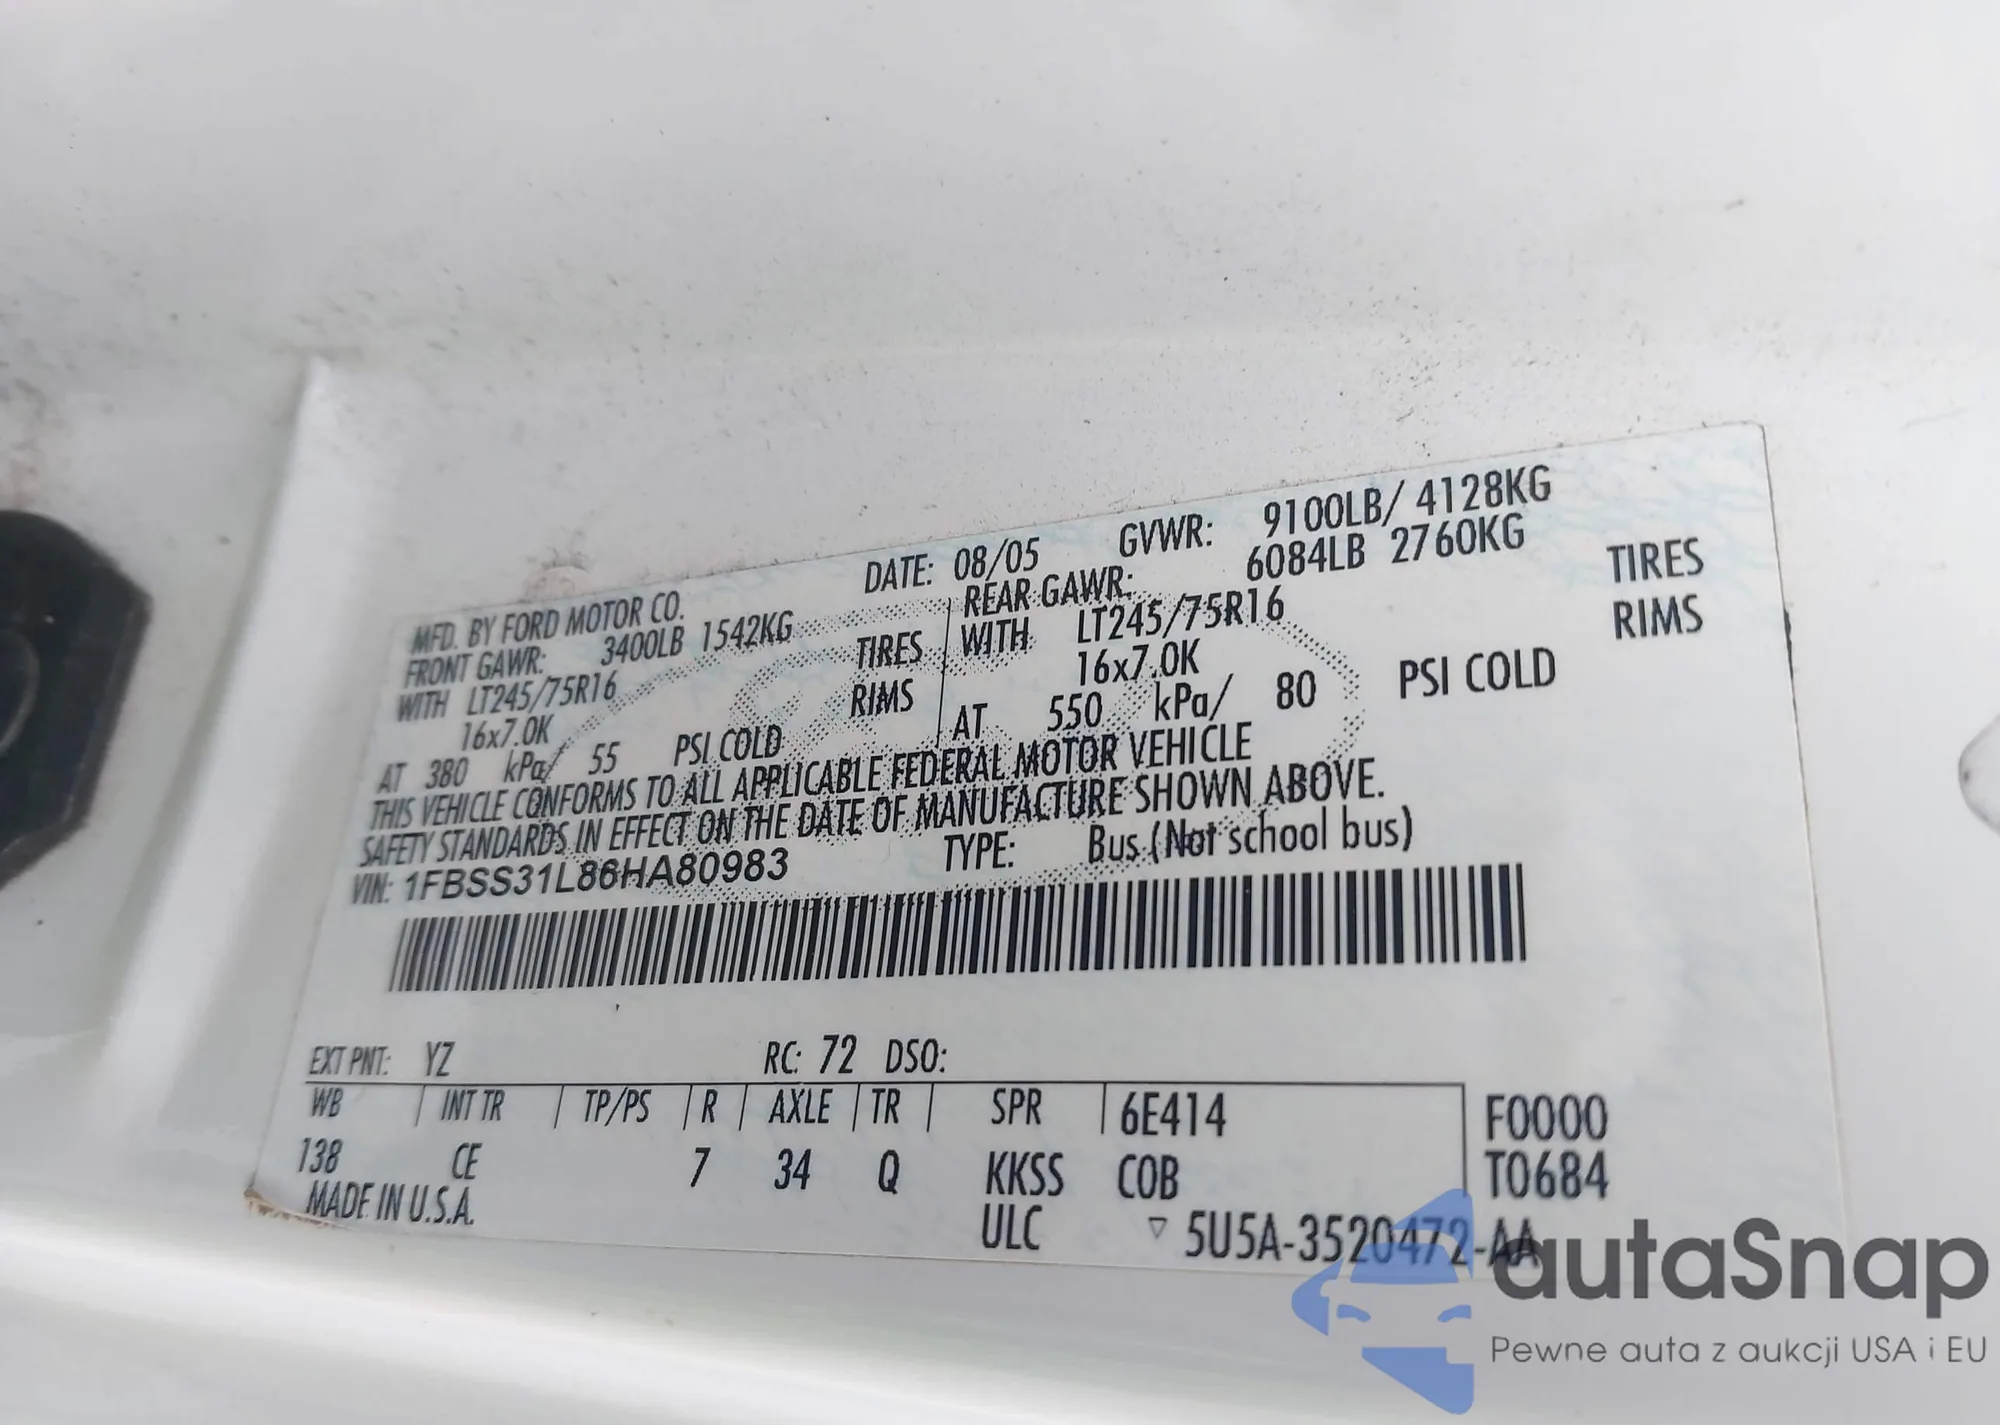 MFD. BY FORD MOTOR CO. DATE: 08/05 GVWR: 9100LB/ 4128KG
FRONT GAWR: 3400LB 1542KG REAR GAWR: 6084LB 2760KG
WITH LT245/75R16 TIRES WITH LT245/75R16 TIRES
16x7.0K RIMS 16x7.0K RIMS
AT 380 kPa/ 55 PSI COLD AT 550 kPa/ 80 PSI COLD
THIS VEHICLE CONFORMS TO ALL APPLICABLE FEDERAL MOTOR VEHICLE
SAFETY STANDARDS IN EFFECT ON THE DATE OF MANUFACTURE SHOWN ABOVE.
VIN: 1FBSS31L86HA80983 TYPE: Bus (Not school bus)
EXT PNT: YZ RC: 72 DSO:
WB INT TR TP/PS R AXLE TR SPR 6E414 F0000
138 CE 7 34 Q KKSS COB T0684
MADE IN U.S.A. ULC ▽ 5U5A-3520472-AA
autaSnap
Pewne auta z aukcji USA i EU